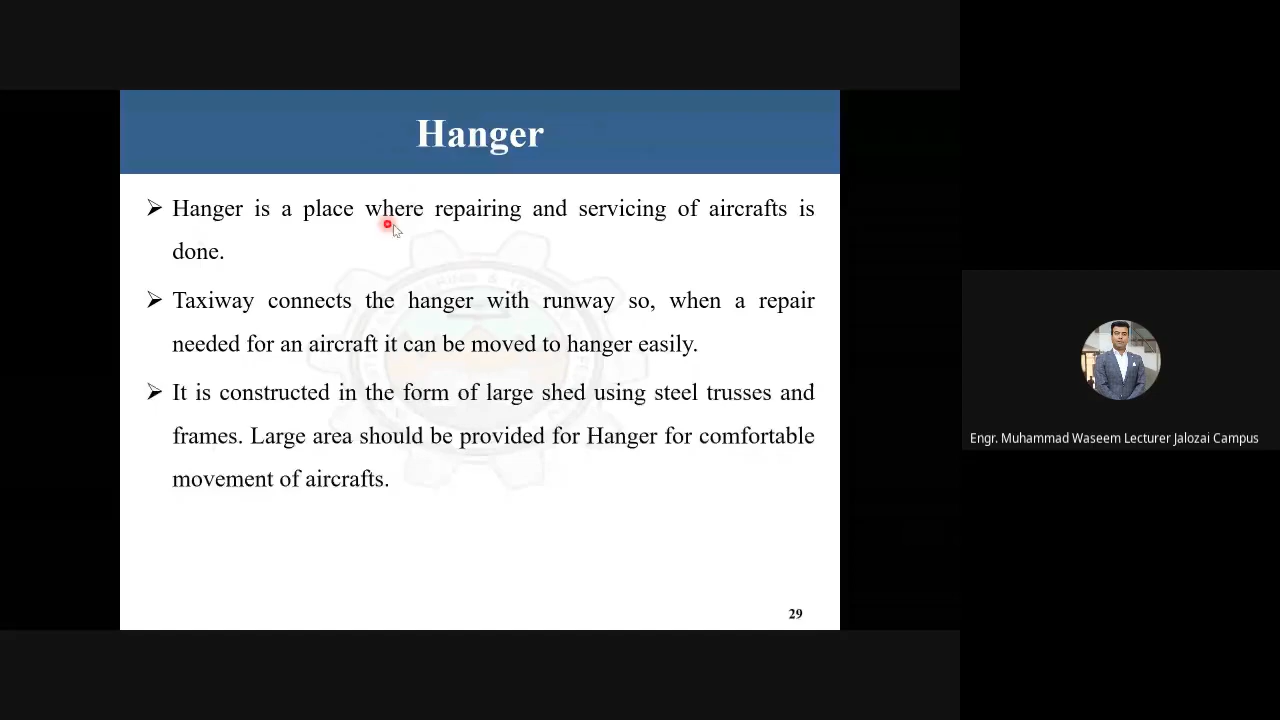 Hanger
➢ Hanger is a place where repairing and servicing of aircrafts is
done.
➢ Taxiway connects the hanger with runway so, when a repair
needed for an aircraft it can be moved to hanger easily.
➢ It is constructed in the form of large shed using steel trusses and
frames. Large area should be provided for Hanger for comfortable
movement of aircrafts.
29
Engr. Muhammad Waseem Lecturer Jalozai Campus